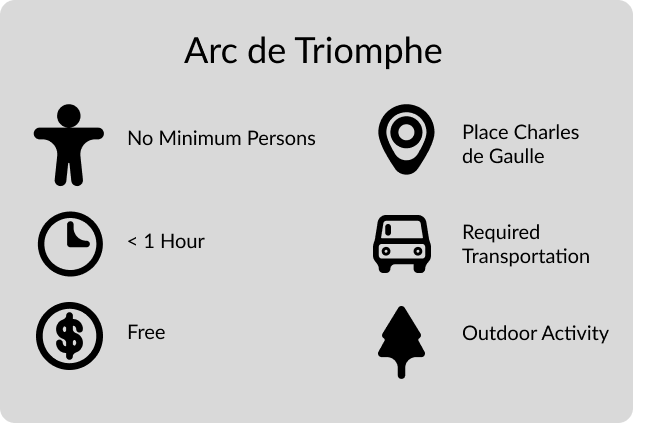 Arc de Triomphe
No Minimum Persons
Place Charles
de Gaulle
< 1 Hour
Required
Transportation
$
Free
Outdoor Activity